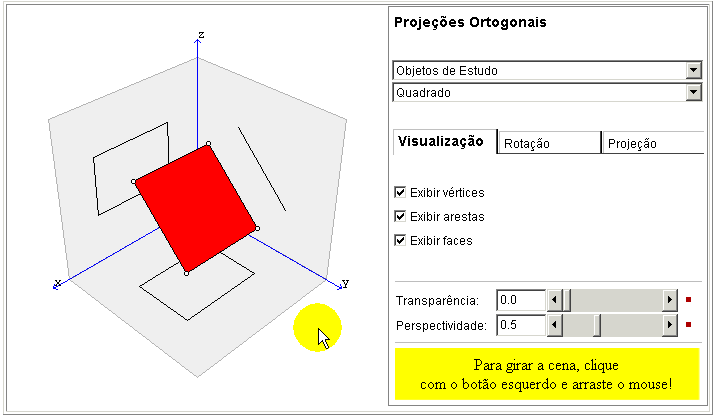 z
x
y
Projeções Ortogonais
Objetos de Estudo
Quadrado
Visualização Rotação Projeção
Exibir vértices
Exibir arestas
Exibir faces
Transparência: 0.0
Perspectividade: 0.5
Para girar a cena, clique
com o botão esquerdo e arraste o mouse!